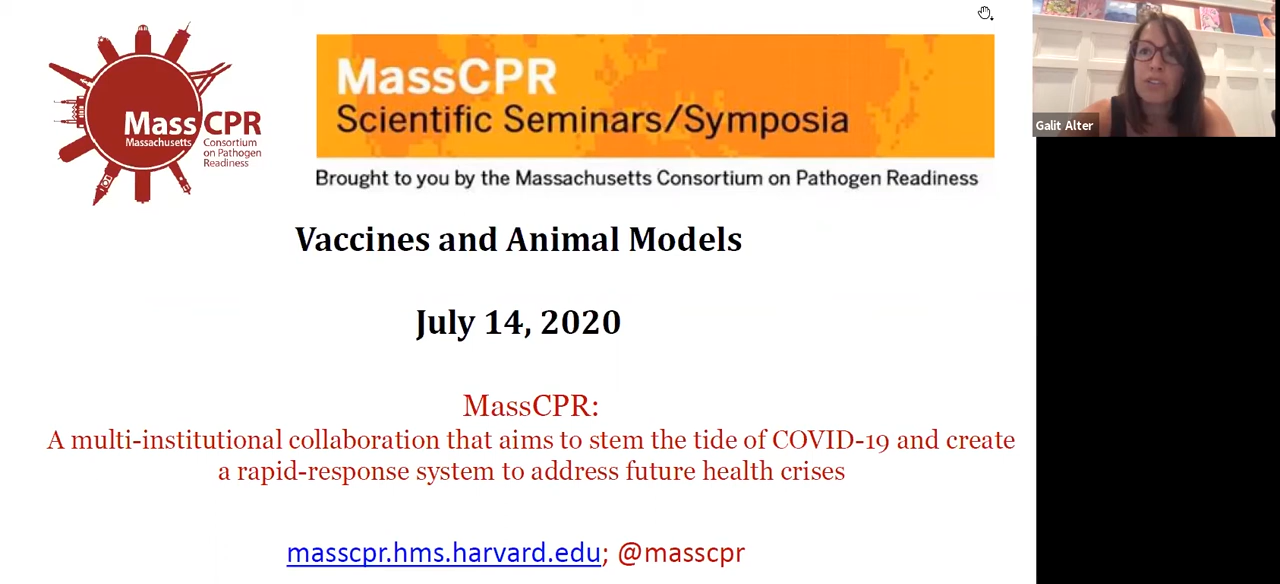 MassCPR
Massachusetts Consortium
on Pathogen
Readiness
MassCPR
Scientific Seminars/Symposia
Brought to you by the Massachusetts Consortium on Pathogen Readiness
Galit Alter
Vaccines and Animal Models
July 14, 2020
MassCPR:
A multi-institutional collaboration that aims to stem the tide of COVID-19 and create
a rapid-response system to address future health crises
masscpr.hms.harvard.edu; @masscpr